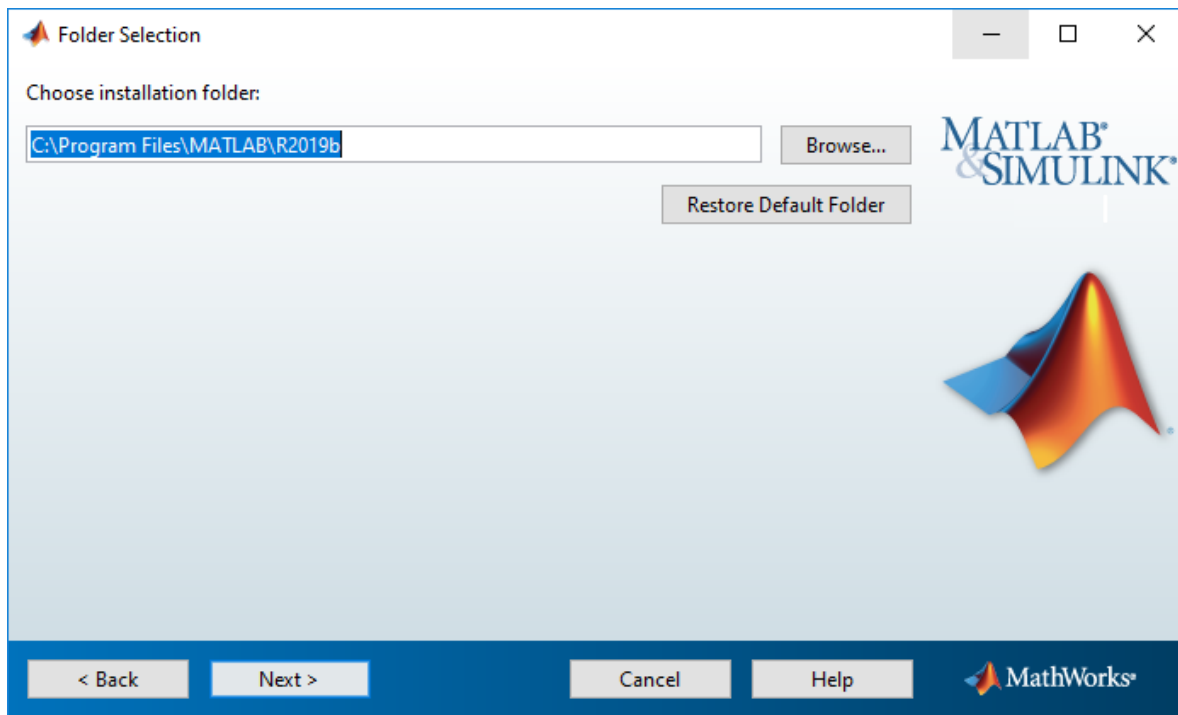 Folder Selection
Choose installation folder:
C:\Program Files\MATLAB\R2019b
Browse...
Restore Default Folder
MATLAB®
&SIMULINK®
®
< Back
Next >
Cancel
Help
MathWorks®